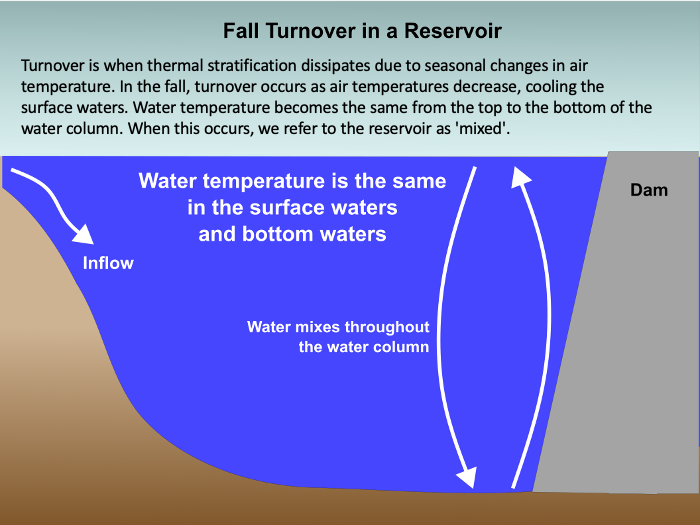 Fall Turnover in a Reservoir
Turnover is when thermal stratification dissipates due to seasonal changes in air
temperature. In the fall, turnover occurs as air temperatures decrease, cooling the
surface waters. Water temperature becomes the same from the top to the bottom of the
water column. When this occurs, we refer to the reservoir as 'mixed'.
Water temperature is the same
in the surface waters
and bottom waters
Dam
Inflow
Water mixes throughout
the water column